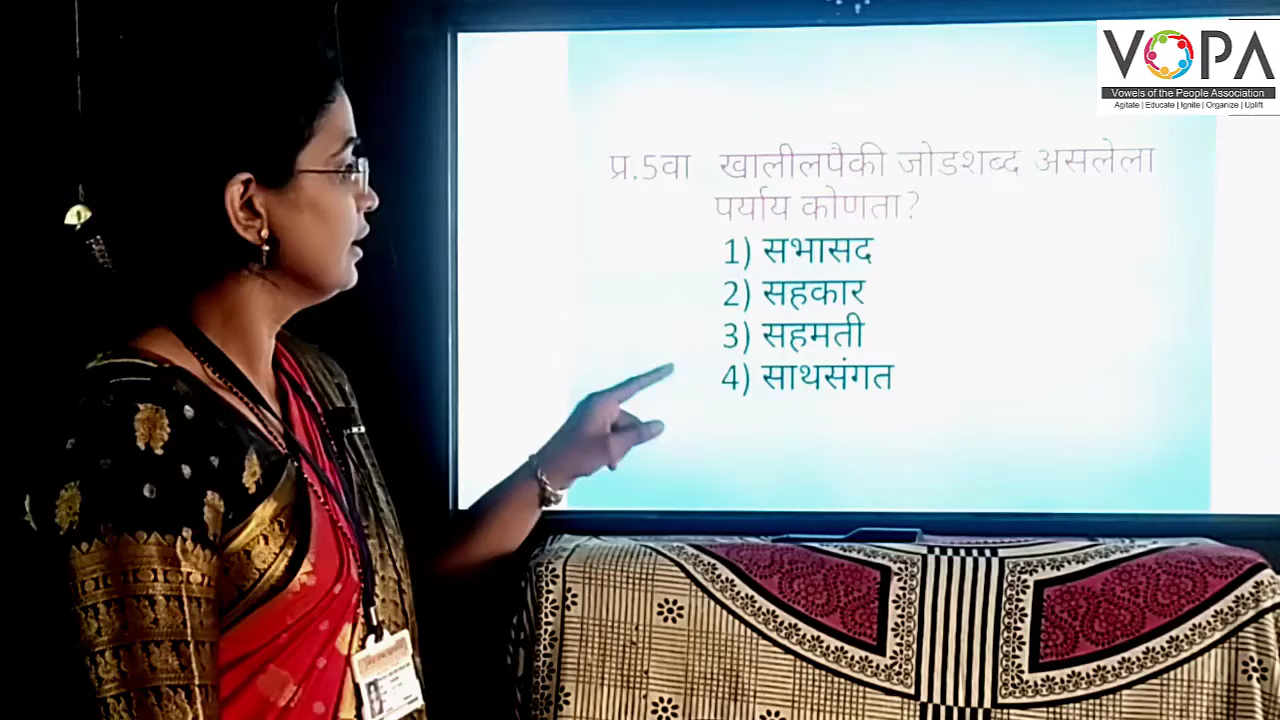 VOPA
Vowels of the People Association
Agitate | Educate | Ignite | Organize | Uplift
प्र.5वा खालीलपैकी जोडशब्द असलेला
पर्याय कोणता?
1) सभासद
2) सहकार
3) सहमती
4) साथसंगत